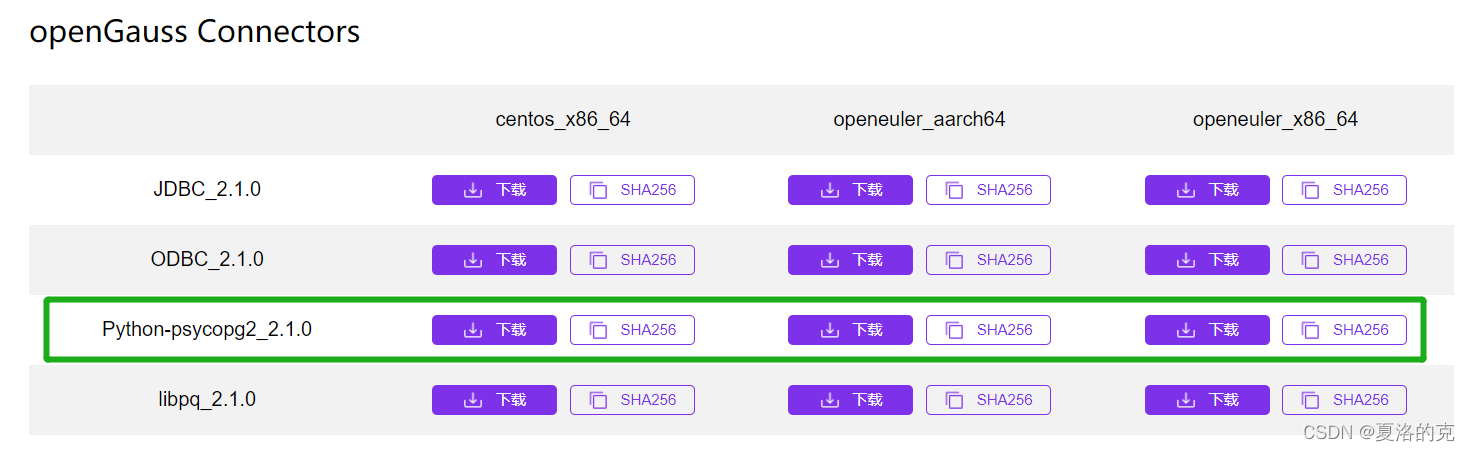 openGauss Connectors
centos_x86_64 openeuler_aarch64 openeuler_x86_64
JDBC_2.1.0 下载 SHA256 下载 SHA256 下载 SHA256
ODBC_2.1.0 下载 SHA256 下载 SHA256 下载 SHA256
Python-psycopg2_2.1.0 下载 SHA256 下载 SHA256 下载 SHA256
libpq_2.1.0 下载 SHA256 下载 SHA256 下载 SHA256
CSDN @夏洛的克